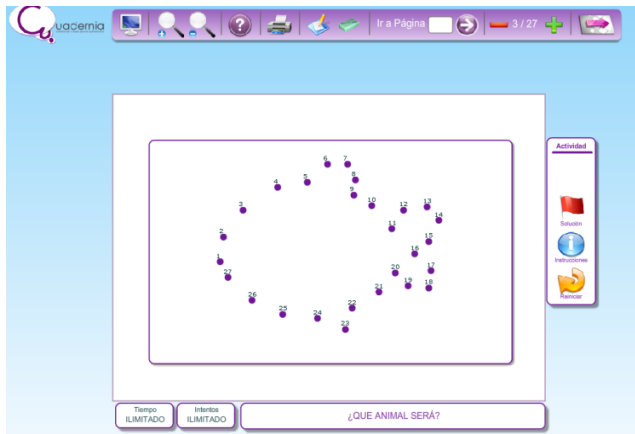 Cuadernia
Ir a Página
3 / 27
Actividad
Solución
Instrucciones
Reiniciar
6 7
8
5
4
9
10
12 13
3
14
11
2
15
16
1
20 17
27
19 18
21
26
22
25 24
23
Tiempo
ILIMITADO
Intentos
ILIMITADO
¿QUE ANIMAL SERÁ?